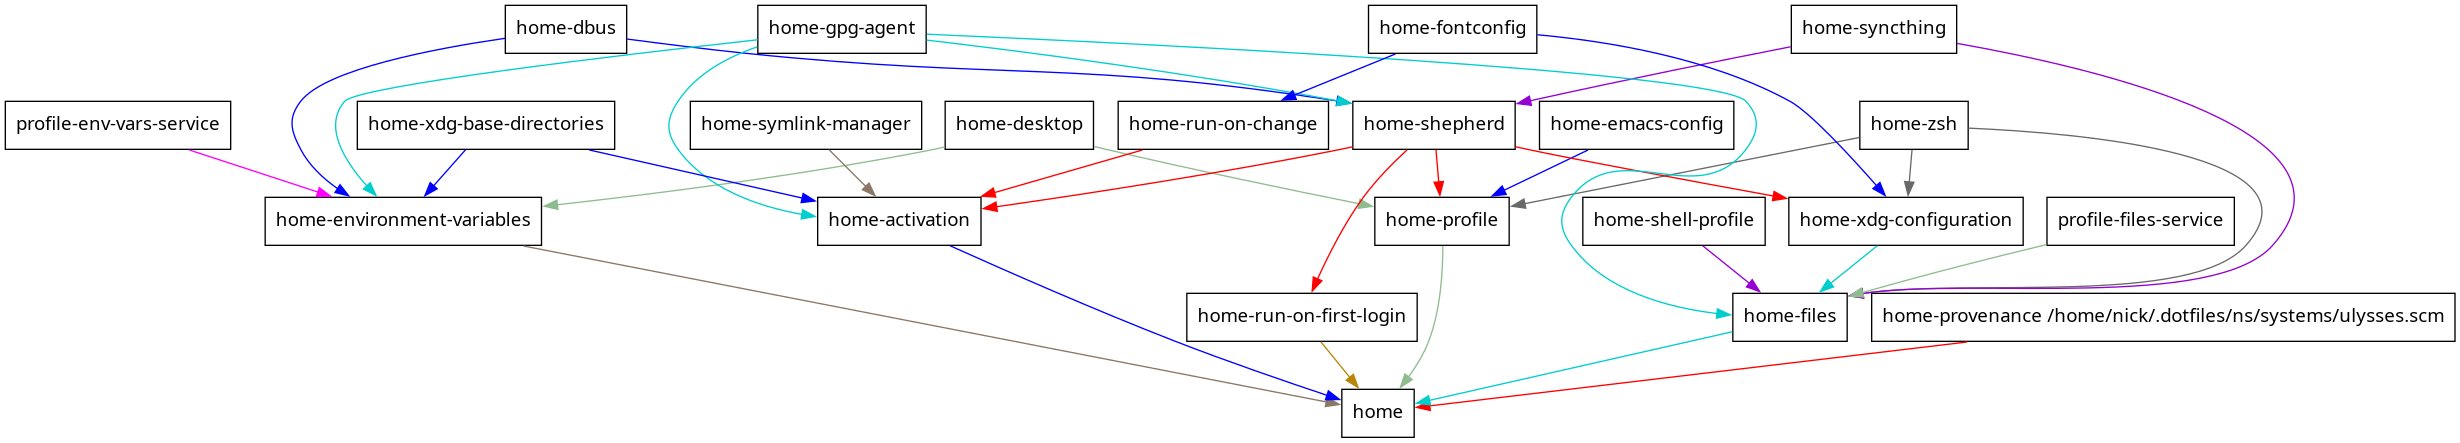 home-dbus
home-gpg-agent
home-fontconfig
home-syncthing
profile-env-vars-service
home-xdg-base-directories
home-symlink-manager
home-desktop
home-run-on-change
home-shepherd
home-emacs-config
home-zsh
home-environment-variables
home-activation
home-profile
home-shell-profile
home-xdg-configuration
profile-files-service
home-run-on-first-login
home-files
home-provenance /home/nick/.dotfiles/ns/systems/ulysses.scm
home